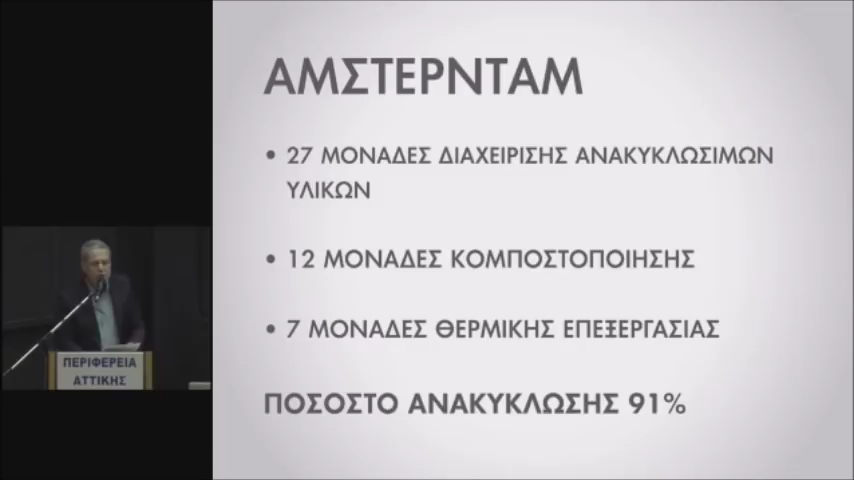 ΑΜΣΤΕΡΝΤΑΜ
• 27 ΜΟΝΑΔΕΣ ΔΙΑΧΕΙΡΙΣΗΣ ΑΝΑΚΥΚΛΩΣΙΜΩΝ
ΥΛΙΚΩΝ
• 12 ΜΟΝΑΔΕΣ ΚΟΜΠΟΣΤΟΠΟΙΗΣΗΣ
• 7 ΜΟΝΑΔΕΣ ΘΕΡΜΙΚΗΣ ΕΠΕΞΕΡΓΑΣΙΑΣ
ΠΟΣΟΣΤΟ ΑΝΑΚΥΚΛΩΣΗΣ 91%
ΠΕΡΙΦΕΡΕΙΑ
ΑΤΤΙΚΗΣ